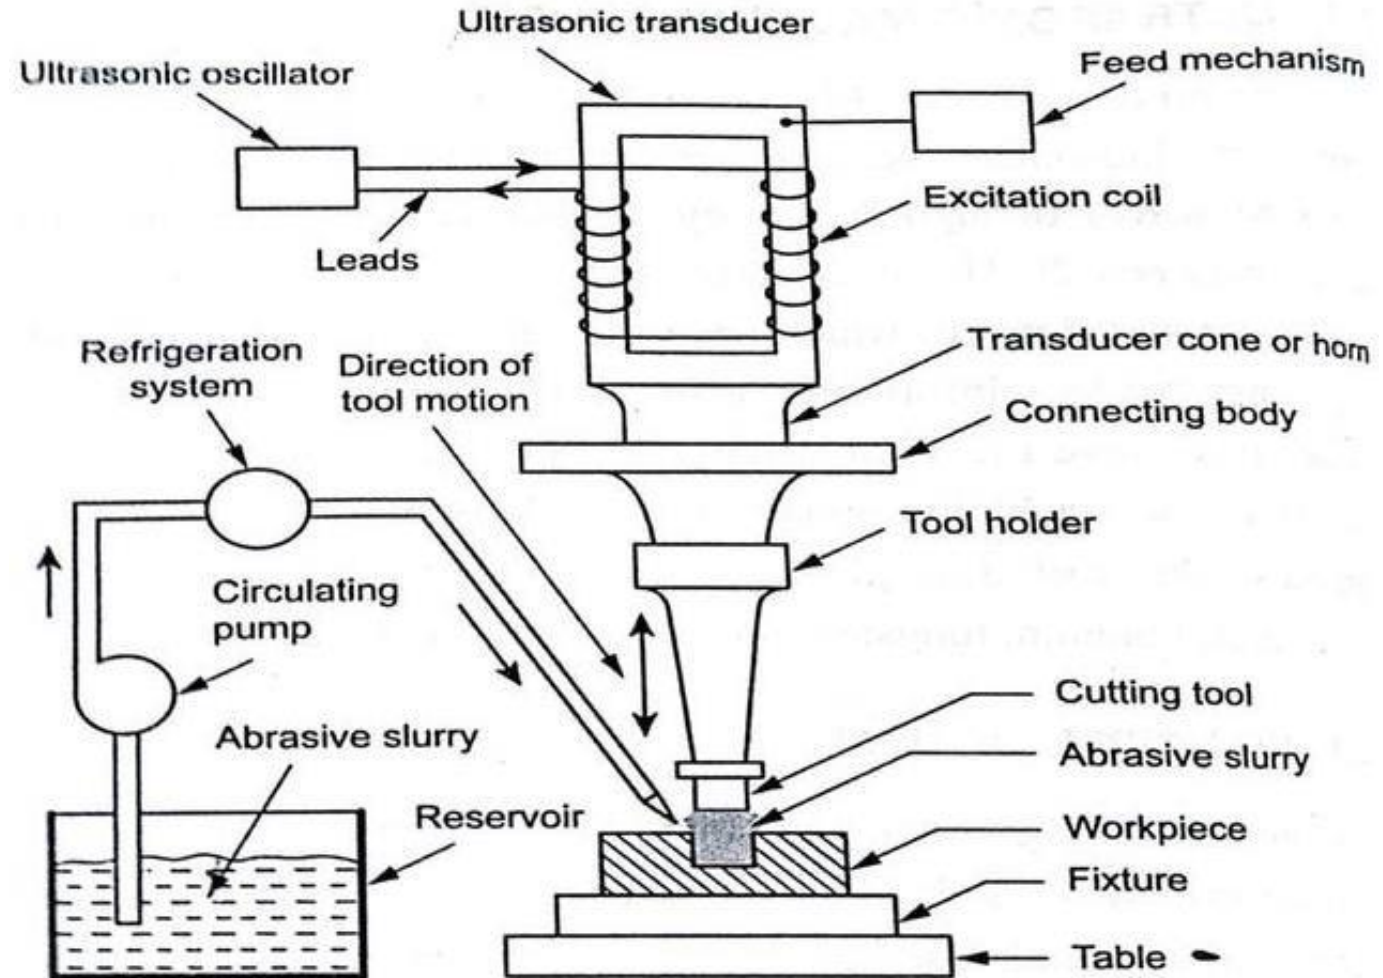 Ultrasonic transducer
Feed mechanism
Ultrasonic oscillator
Excitation coil
Leads
Transducer cone or horn
Refrigeration
system
Direction of
tool motion
Connecting body
Tool holder
Circulating
pump
Cutting tool
Abrasive slurry
Abrasive slurry
Reservoir
Workpiece
Fixture
Table